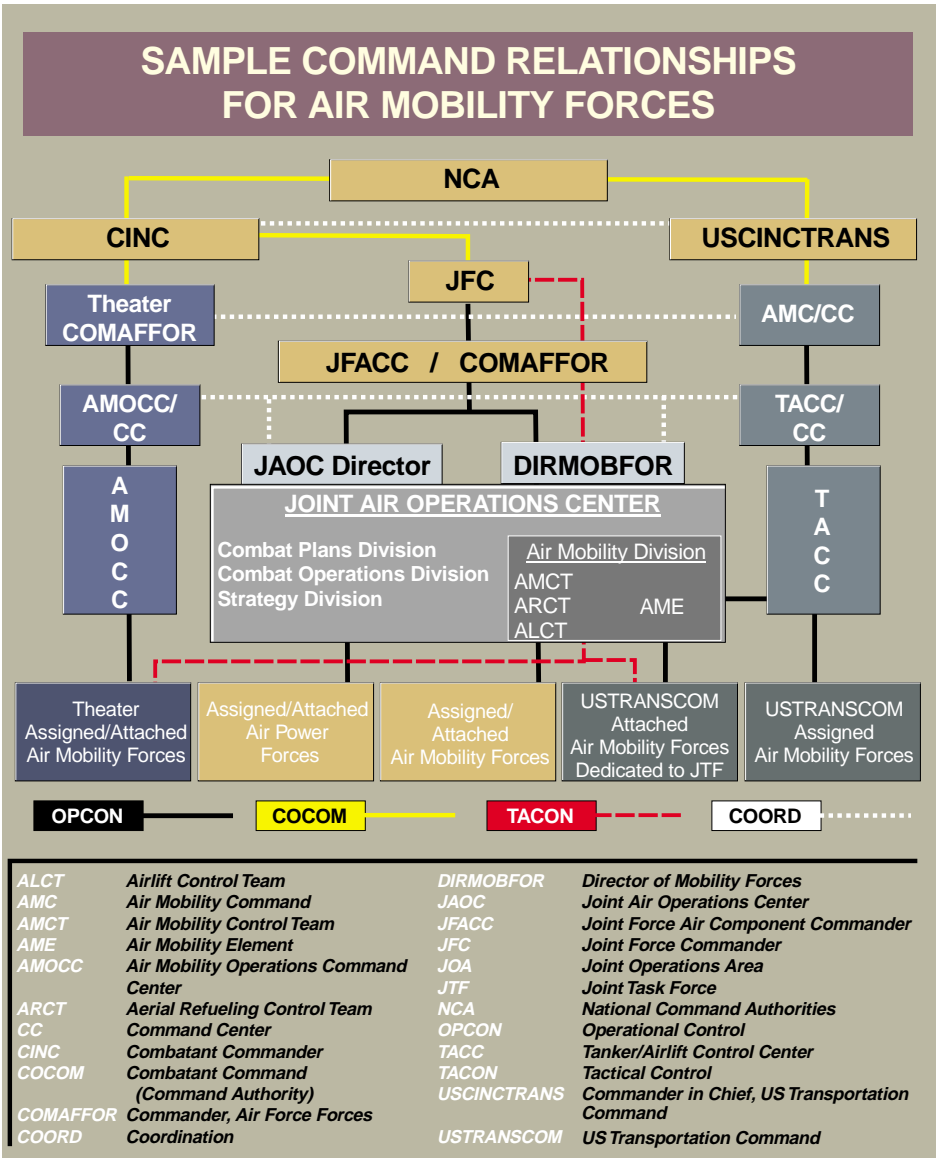 SAMPLE COMMAND RELATIONSHIPS
FOR AIR MOBILITY FORCES
NCA
CINC
USCINCTRANS
JFC
Theater
COMAFFOR
AMC/CC
JFACC / COMAFFOR
AMOCC/
CC
TACC/
CC
JAOC Director
DIRMOBFOR
A
M
O
C
C
JOINT AIR OPERATIONS CENTER
Combat Plans Division
Combat Operations Division
Strategy Division
Air Mobility Division
AMCT
ARCT AME
ALCT
T
A
C
C
Theater
Assigned/Attached
Air Mobility Forces
Assigned/Attached
Air Power
Forces
Assigned/
Attached
Air Mobility Forces
USTRANSCOM
Attached
Air Mobility Forces
Dedicated to JTF
USTRANSCOM
Assigned
Air Mobility Forces
OPCON
COCOM
TACON
COORD
ALCT Airlift Control Team
AMC Air Mobility Command
AMCT Air Mobility Control Team
AME Air Mobility Element
AMOCC Air Mobility Operations Command
Center
ARCT Aerial Refueling Control Team
CC Command Center
CINC Combatant Commander
COCOM Combatant Command
(Command Authority)
COMAFFOR Commander, Air Force Forces
COORD Coordination
DIRMOBFOR Director of Mobility Forces
JAOC Joint Air Operations Center
JFACC Joint Force Air Component Commander
JFC Joint Force Commander
JOA Joint Operations Area
JTF Joint Task Force
NCA National Command Authorities
OPCON Operational Control
TACC Tanker/Airlift Control Center
TACON Tactical Control
USCINCTRANS Commander in Chief, US Transportation
Command
USTRANSCOM US Transportation Command